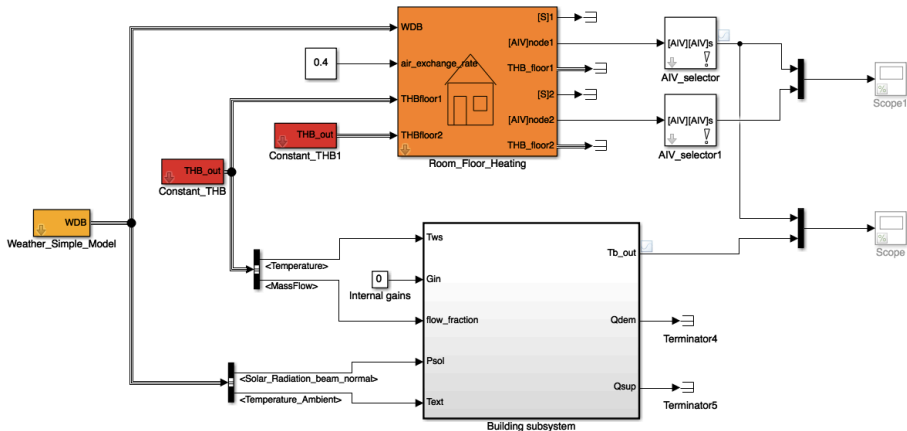 WDB
air_exchange_rate
THBfloor1
THBfloor2
[S]1
[AIV]node1
THB_floor1
[S]2
[AIV]node2
THB_floor2
Room_Floor_Heating
0.4
THB_out
Constant_THB1
THB_out
Constant_THB
WDB
Weather_Simple_Model
[AIV][AIV]s
AIV_selector
[AIV][AIV]s
AIV_selector1
Scope1
Scope
<Temperature>
<MassFlow>
0
Internal gains
<Solar_Radiation_beam_normal>
<Temperature_Ambient>
Tws
Gin
flow_fraction
Psol
Text
Tb_out
Qdem
Qsup
Building subsystem
Terminator4
Terminator5